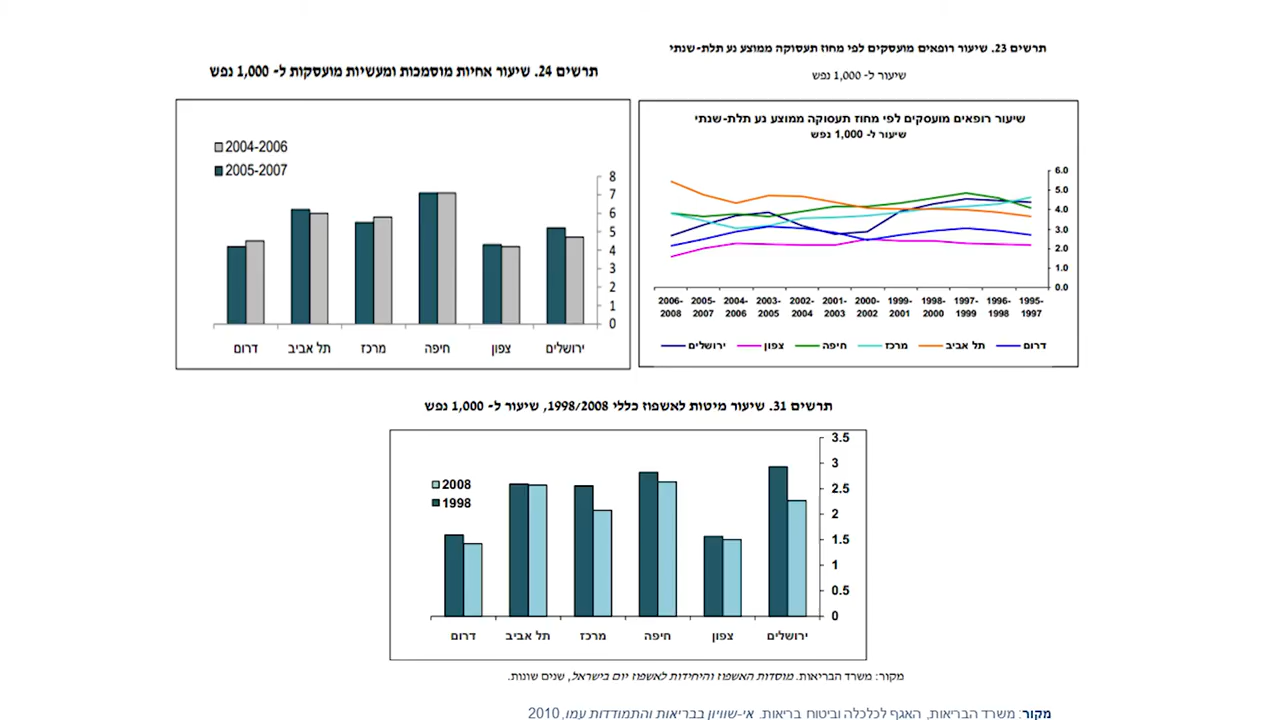 תרשים 23. שיעור רופאים מועסקים לפי מחוז תעסוקה ממוצע נע תלת-שנתי
שיעור ל- 1,000 נפש
שיעור רופאים מועסקים לפי מחוז תעסוקה ממוצע נע תלת-שנתי
שיעור ל- 1,000 נפש
6.0
5.0
4.0
3.0
2.0
1.0
0.0
2006-2008 2005-2007 2004-2006 2003-2005 2002-2004 2001-2003 2000-2002 1999-2001 1998-2000 1997-1999 1996-1998 1995-1997
דרום תל אביב מרכז חיפה צפון ירושלים
תרשים 24. שיעור אחיות מוסמכות ומעשיות מועסקות ל- 1,000 נפש
2004-2006
2005-2007
8
7
6
5
4
3
2
1
0
ירושלים צפון חיפה מרכז תל אביב דרום
תרשים 31. שיעור מיטות לאשפוז כללי 1998/2008, שיעור ל- 1,000 נפש
2008
1998
3.5
3
2.5
2
1.5
1
0.5
0
ירושלים צפון חיפה מרכז תל אביב דרום
מקור: משרד הבריאות. מוסדות האשפוז והיחידות לאשפוז יום בישראל, שנים שונות.
מקור: משרד הבריאות, האגף לכלכלה וביטוח בריאות. אי-שוויון בבריאות והתמודדות עמו, 2010